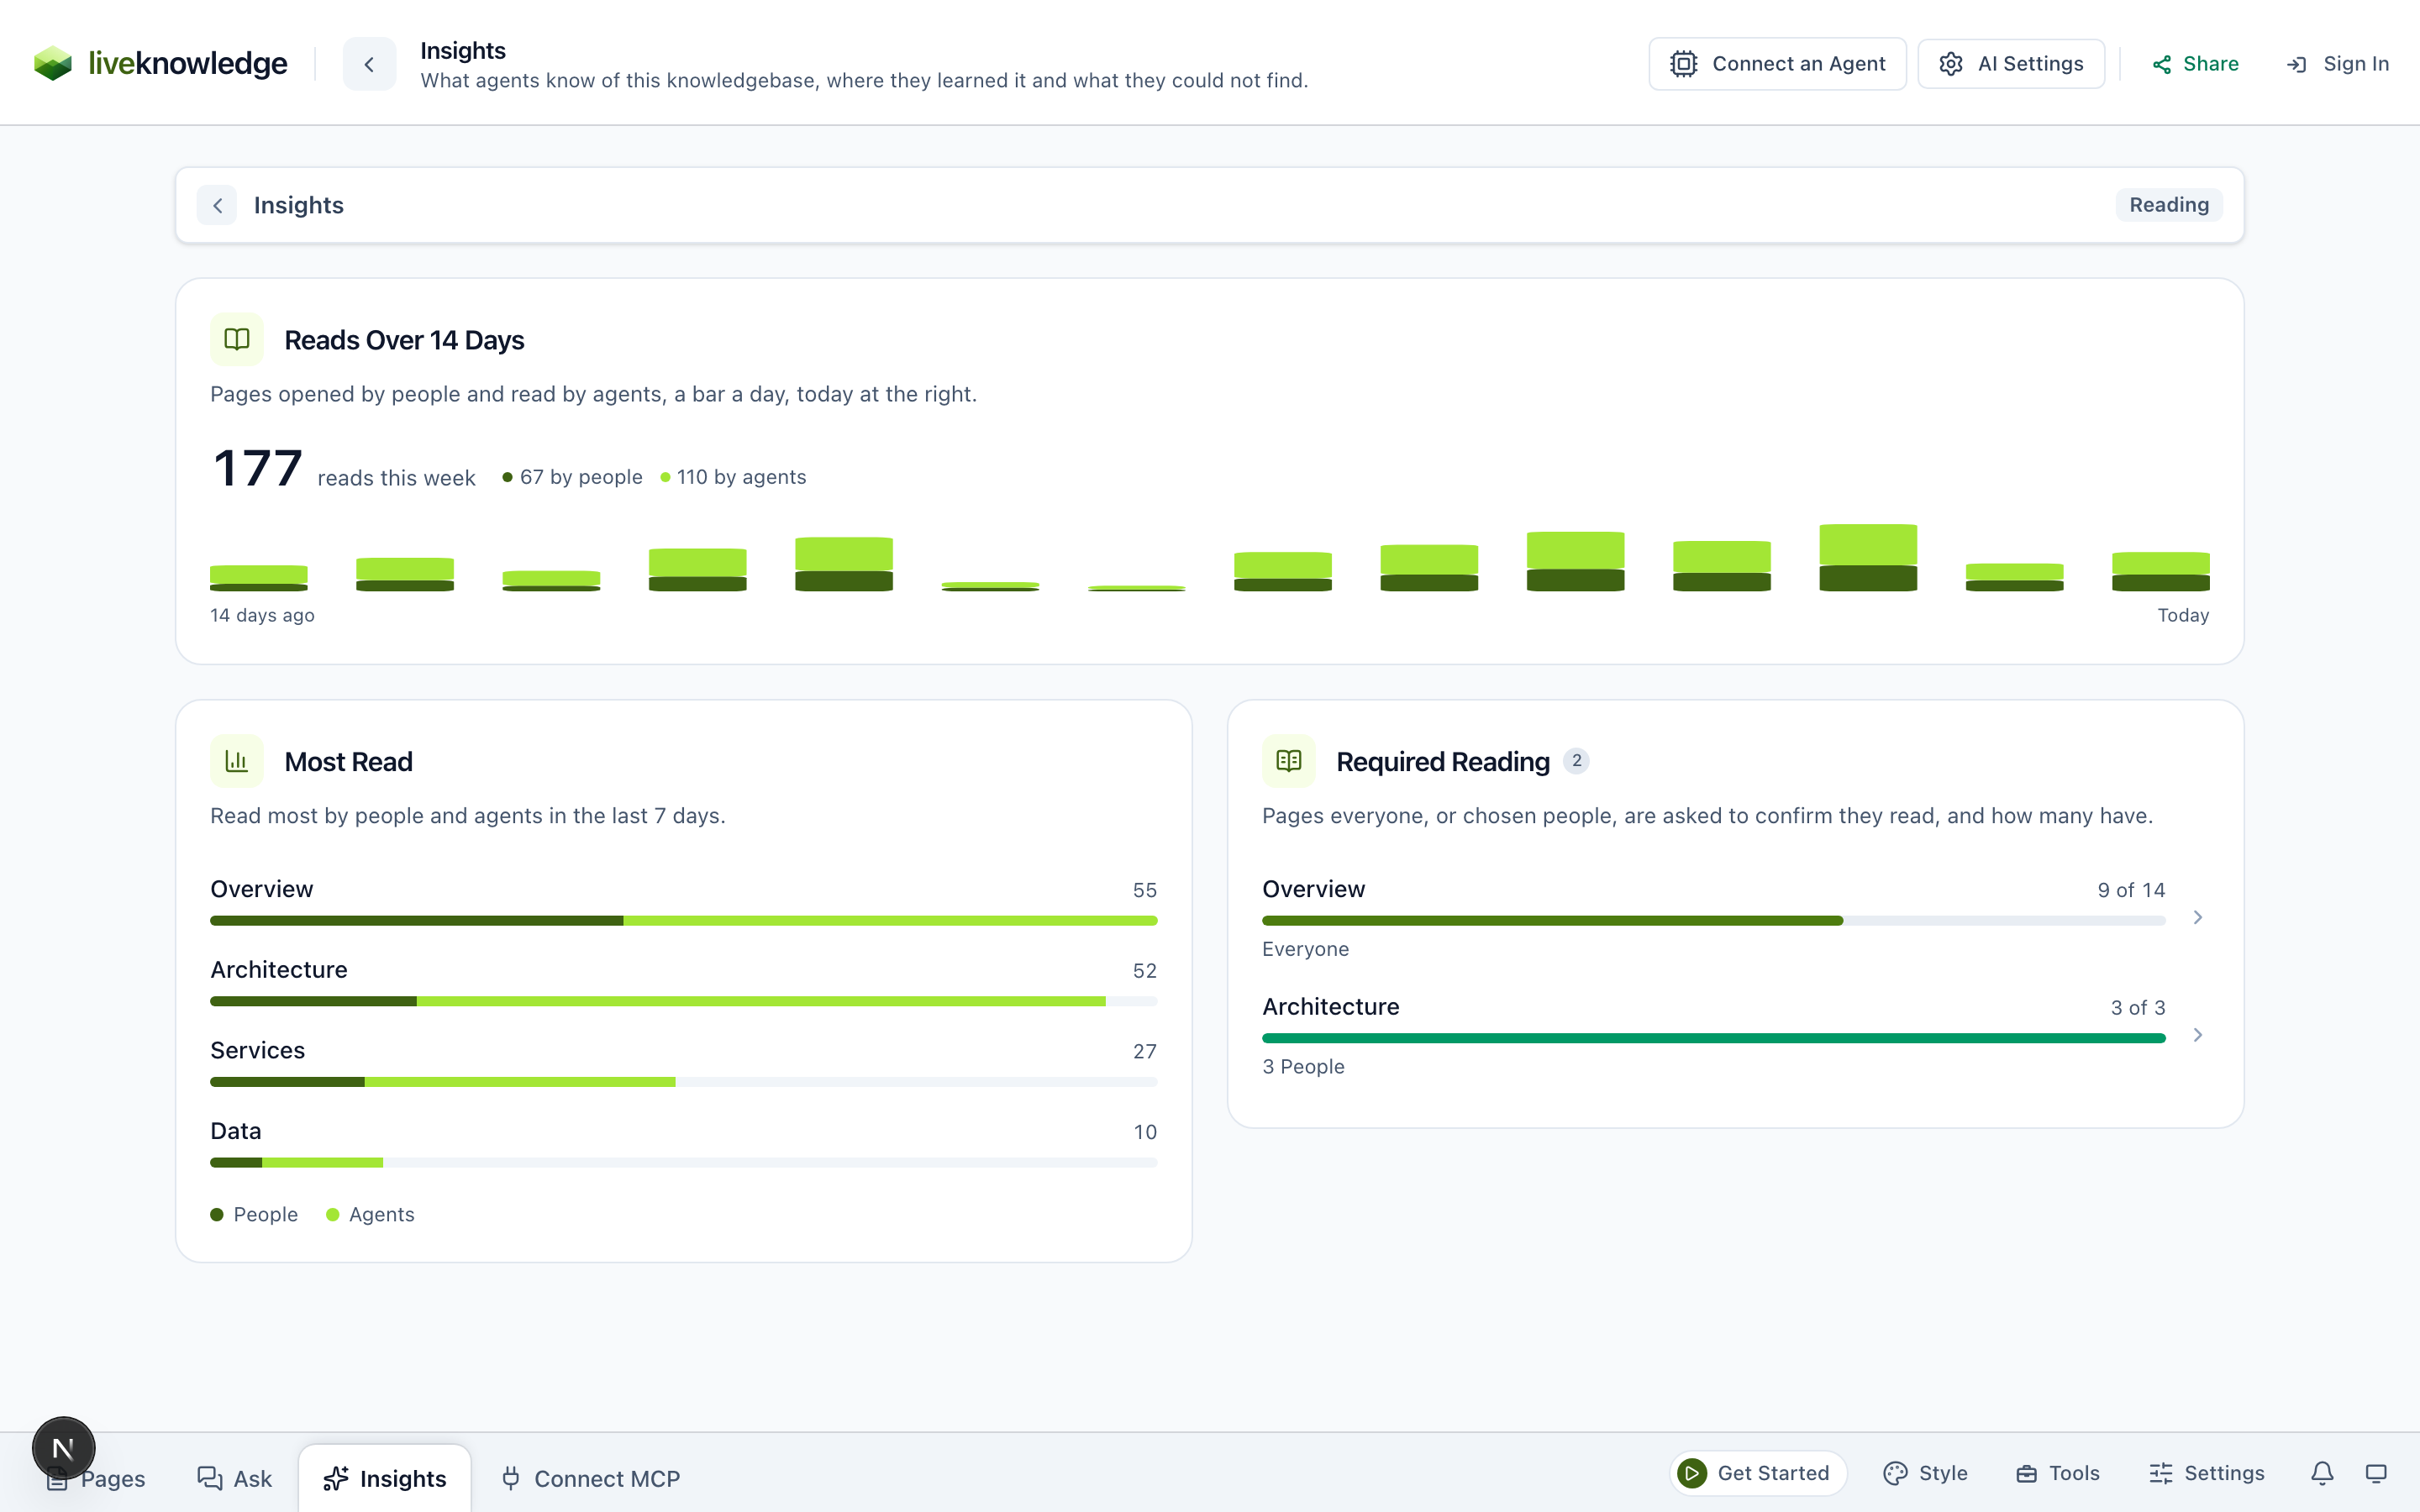 liveknowledge
Insights
What agents know of this knowledgebase, where they learned it and what they could not find.
Connect an Agent
AI Settings
Share
Sign In
Insights
Reading
Reads Over 14 Days
Pages opened by people and read by agents, a bar a day, today at the right.
177 reads this week 67 by people 110 by agents
14 days ago
Today
Most Read
Read most by people and agents in the last 7 days.
Overview 55
Architecture 52
Services 27
Data 10
People Agents
Required Reading 2
Pages everyone, or chosen people, are asked to confirm they read, and how many have.
Overview 9 of 14
Everyone
Architecture 3 of 3
3 People
N
Pages
Ask
Insights
Connect MCP
Get Started
Style
Tools
Settings